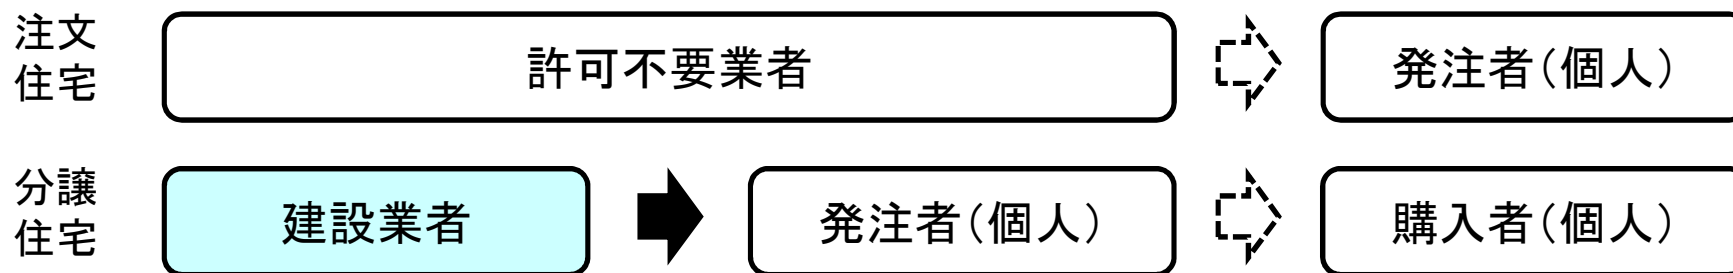 注文
住宅
許可不要業者
発注者（個人）
分譲
住宅
建設業者
発注者（個人）
購入者（個人）